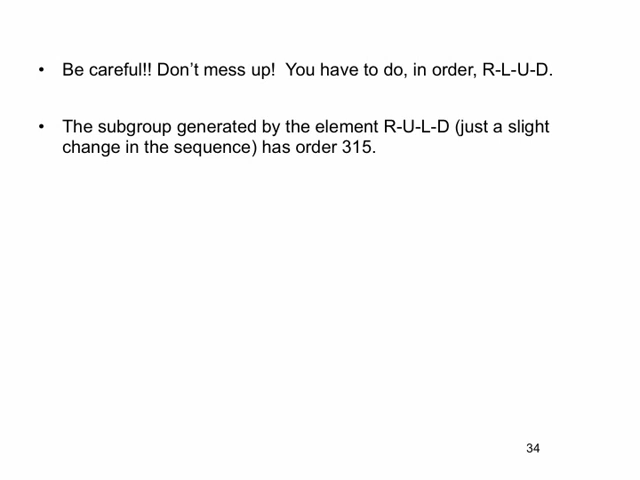 • Be careful!! Don’t mess up!  You have to do, in order, R-L-U-D.
• The subgroup generated by the element R-U-L-D (just a slight
change in the sequence) has order 315.
34